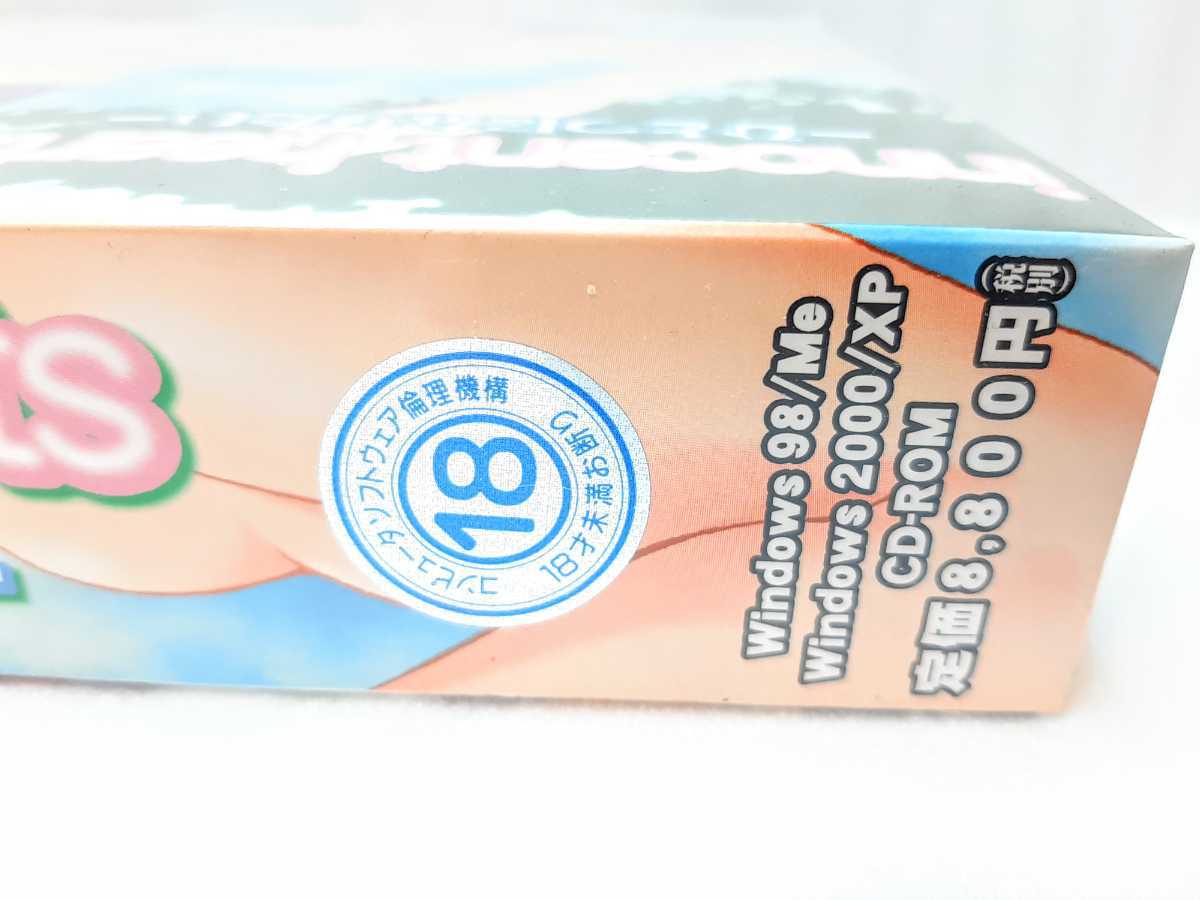 Windows 98/Me
Windows 2000/XP
CD-ROM
定価8,800円
税別
コンピュータソフトウェア倫理機構
18
18才未満お断り